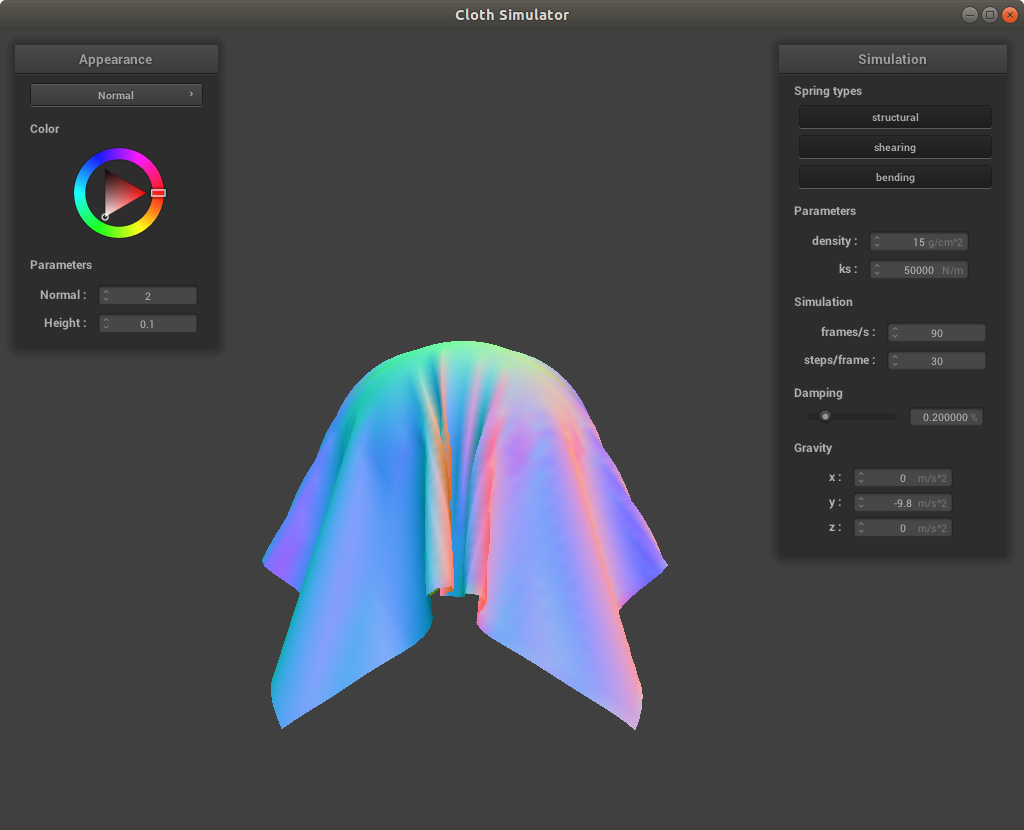 Cloth Simulator
Appearance
Normal
Color
Parameters
Normal : 2
Height : 0.1
Simulation
Spring types
structural
shearing
bending
Parameters
density : 15 g/cm^2
ks : 50000 N/m
Simulation
frames/s : 90
steps/frame : 30
Damping
0.200000 %
Gravity
x : 0 m/s^2
y : -9.8 m/s^2
z : 0 m/s^2